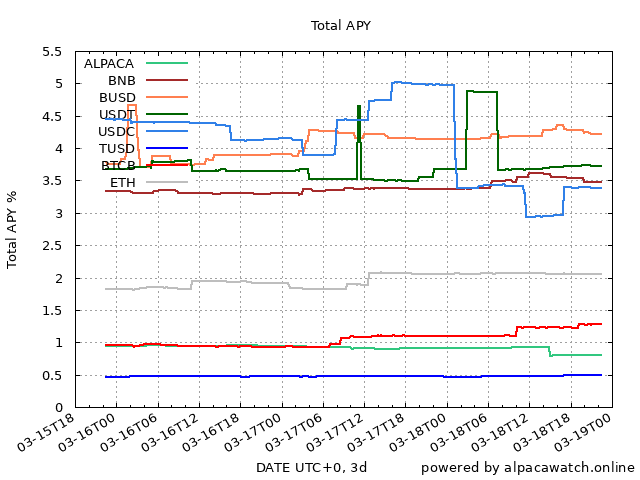 Total APY
Total APY %
5.5
5
4.5
4
3.5
3
2.5
2
1.5
1
0.5
0
ALPACA
BNB
BUSD
USDT
USDC
TUSD
BTCB
ETH
03-15T18
03-16T00
03-16T06
03-16T12
03-16T18
03-17T00
03-17T06
03-17T12
03-17T18
03-18T00
03-18T06
03-18T12
03-18T18
03-19T00
DATE UTC+0, 3d
powered by alpacawatch.online